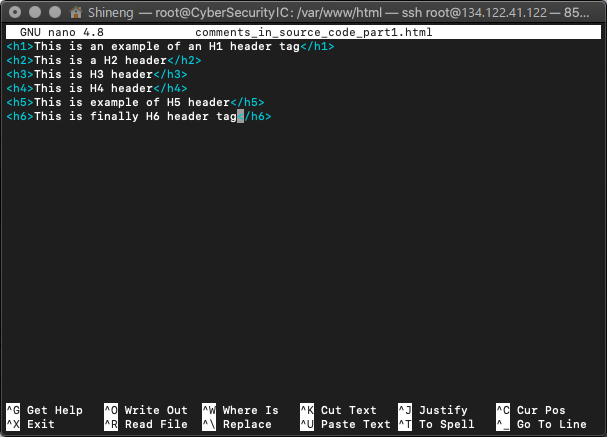 Shineng — root@CyberSecurity|C: /var/www/html — ssh root@134.122.41.122 — 85...
GNU nano 4.8 comments_in_source_code_part1.html
<h1>This is an example of an H1 header tag</h1>
<h2>This is a H2 header</h2>
<h3>This is H3 header</h3>
<h4>This is H4 header</h4>
<h5>This is example of H5 header</h5>
<h6>This is finally H6 header tag</h6>
^G Get Help ^O Write Out ^W Where Is ^K Cut Text ^J Justify ^C Cur Pos
^X Exit ^R Read File ^\ Replace ^U Paste Text ^T To Spell ^_ Go To Line